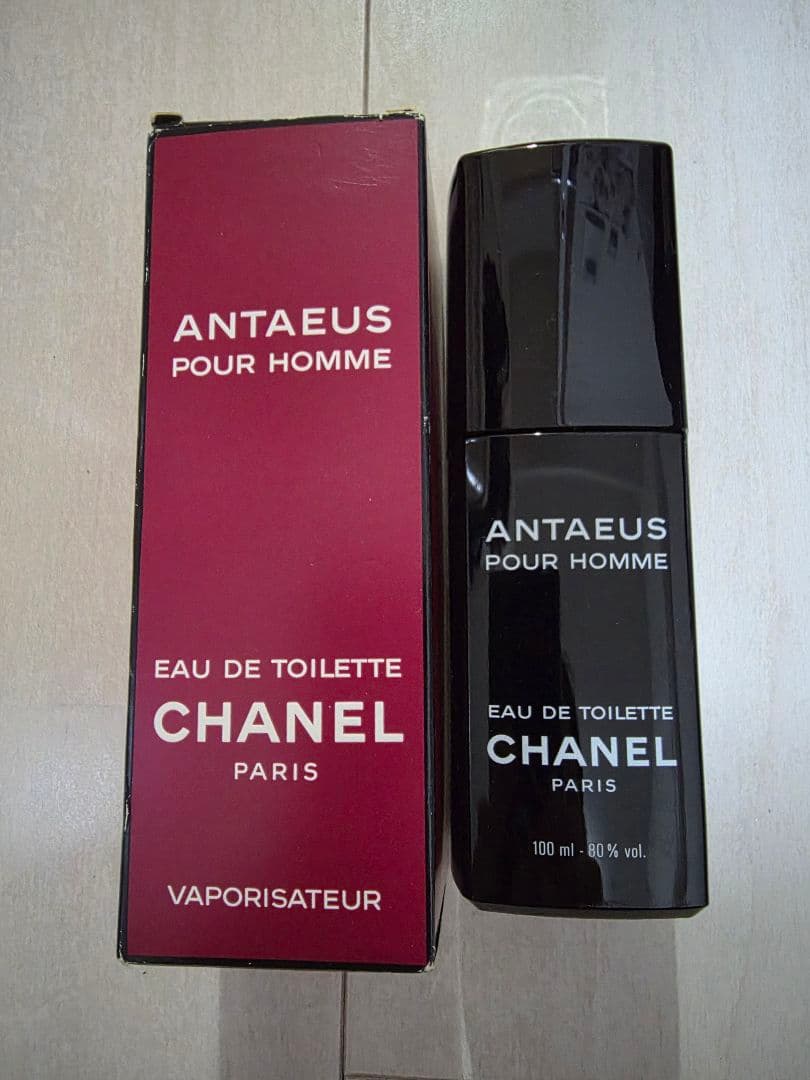 ANTAEUS
POUR HOMME
EAU DE TOILETTE
CHANEL
PARIS
VAPORISATEUR
ANTAEUS
POUR HOMME
EAU DE TOILETTE
CHANEL
PARIS
100 ml - 80 % vol.